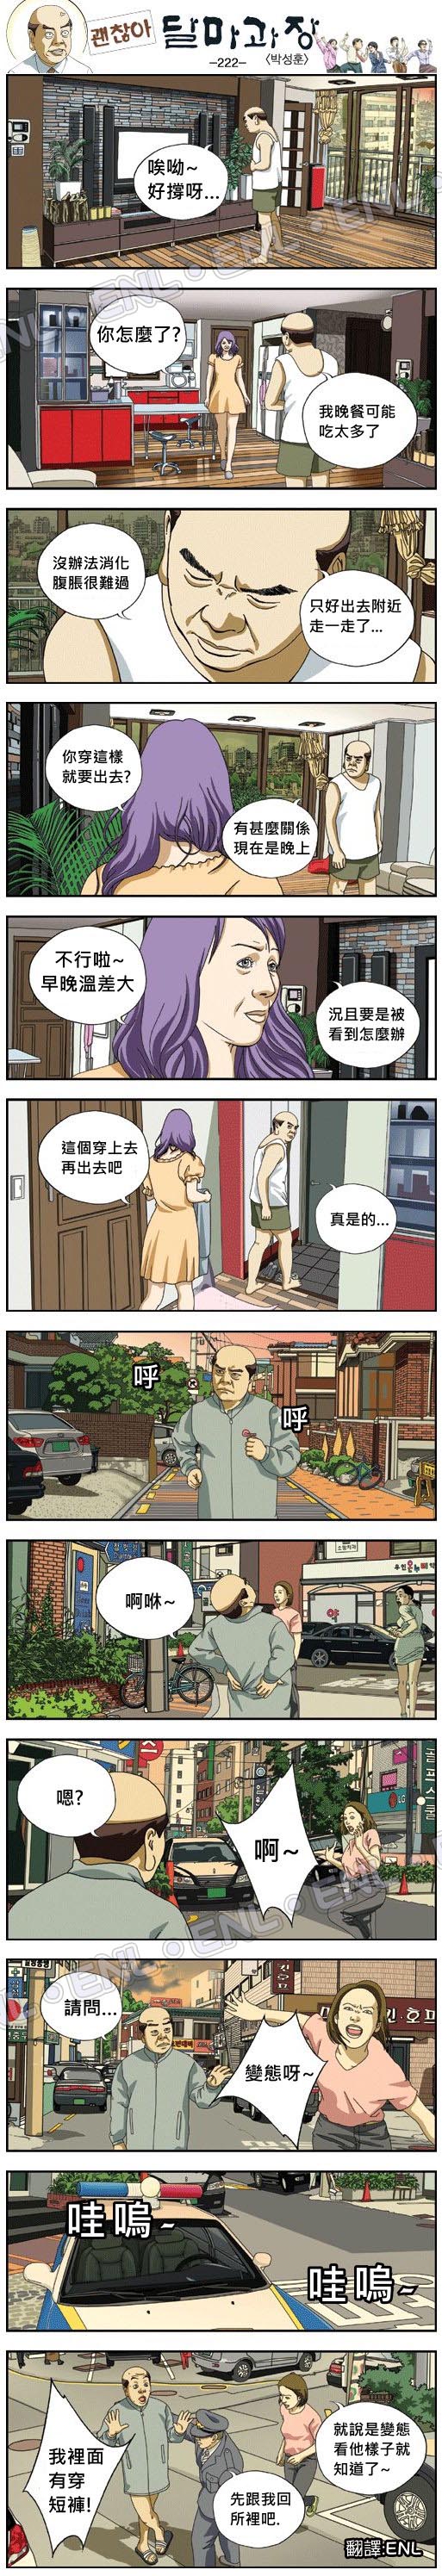 괜찮아
달마과장
-222-
〈박성훈〉
唉呦~
好撐呀...
你怎麼了?
我晚餐可能
吃太多了
沒辦法消化
腹脹很難過
只好出去附近
走一走了...
你穿這樣
就要出去?
有甚麼關係
現在是晚上
不行啦~
早晚溫差大
況且要是被
看到怎麼辦
這個穿上去
再出去吧
真是的...
呼
呼
啊咻~
약
嗯?
啊~
LG
請問...
變態呀~
哇嗚~
哇嗚~
我裡面
有穿
短褲!
先跟我回
所裡吧.
就說是變態
看他樣子就
知道了~
翻譯:ENL